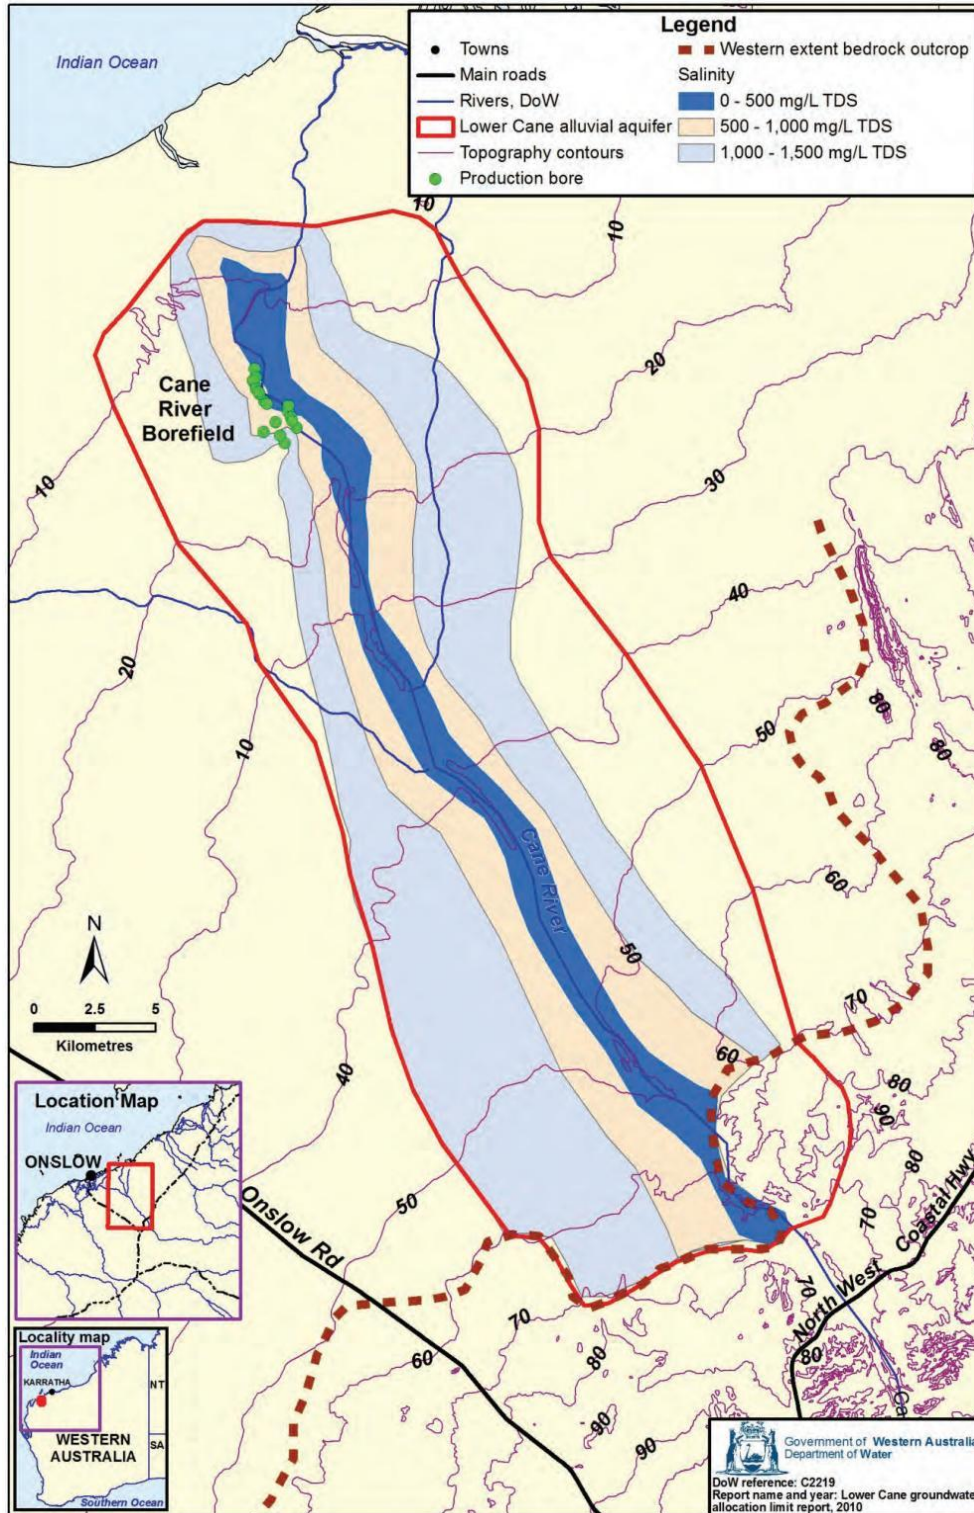 Indian Ocean
Legend
Towns
Main roads
Rivers, DoW
Lower Cane alluvial aquifer
Topography contours
Production bore
Western extent bedrock outcrop
Salinity
0 - 500 mg/L TDS
500 - 1,000 mg/L TDS
1,000 - 1,500 mg/L TDS
10
10
20
30
40
50
60
70
80
80
Cane
River
Borefield
10
20
10
40
50
60
70
80
90
90
Cane River
50
60
80
90
80
70
70
80
N
0 2.5 5
Kilometres
Onslow Rd
North West Coastal Hwy
Ca
Location Map
Indian Ocean
ONSLOW
Locality map
Indian
Ocean
KARRATHA
NT
WESTERN
AUSTRALIA
SA
Southern Ocean
Government of Western Australia
Department of Water
DoW reference: C2219
Report name and year: Lower Cane groundwate
allocation limit report, 2010